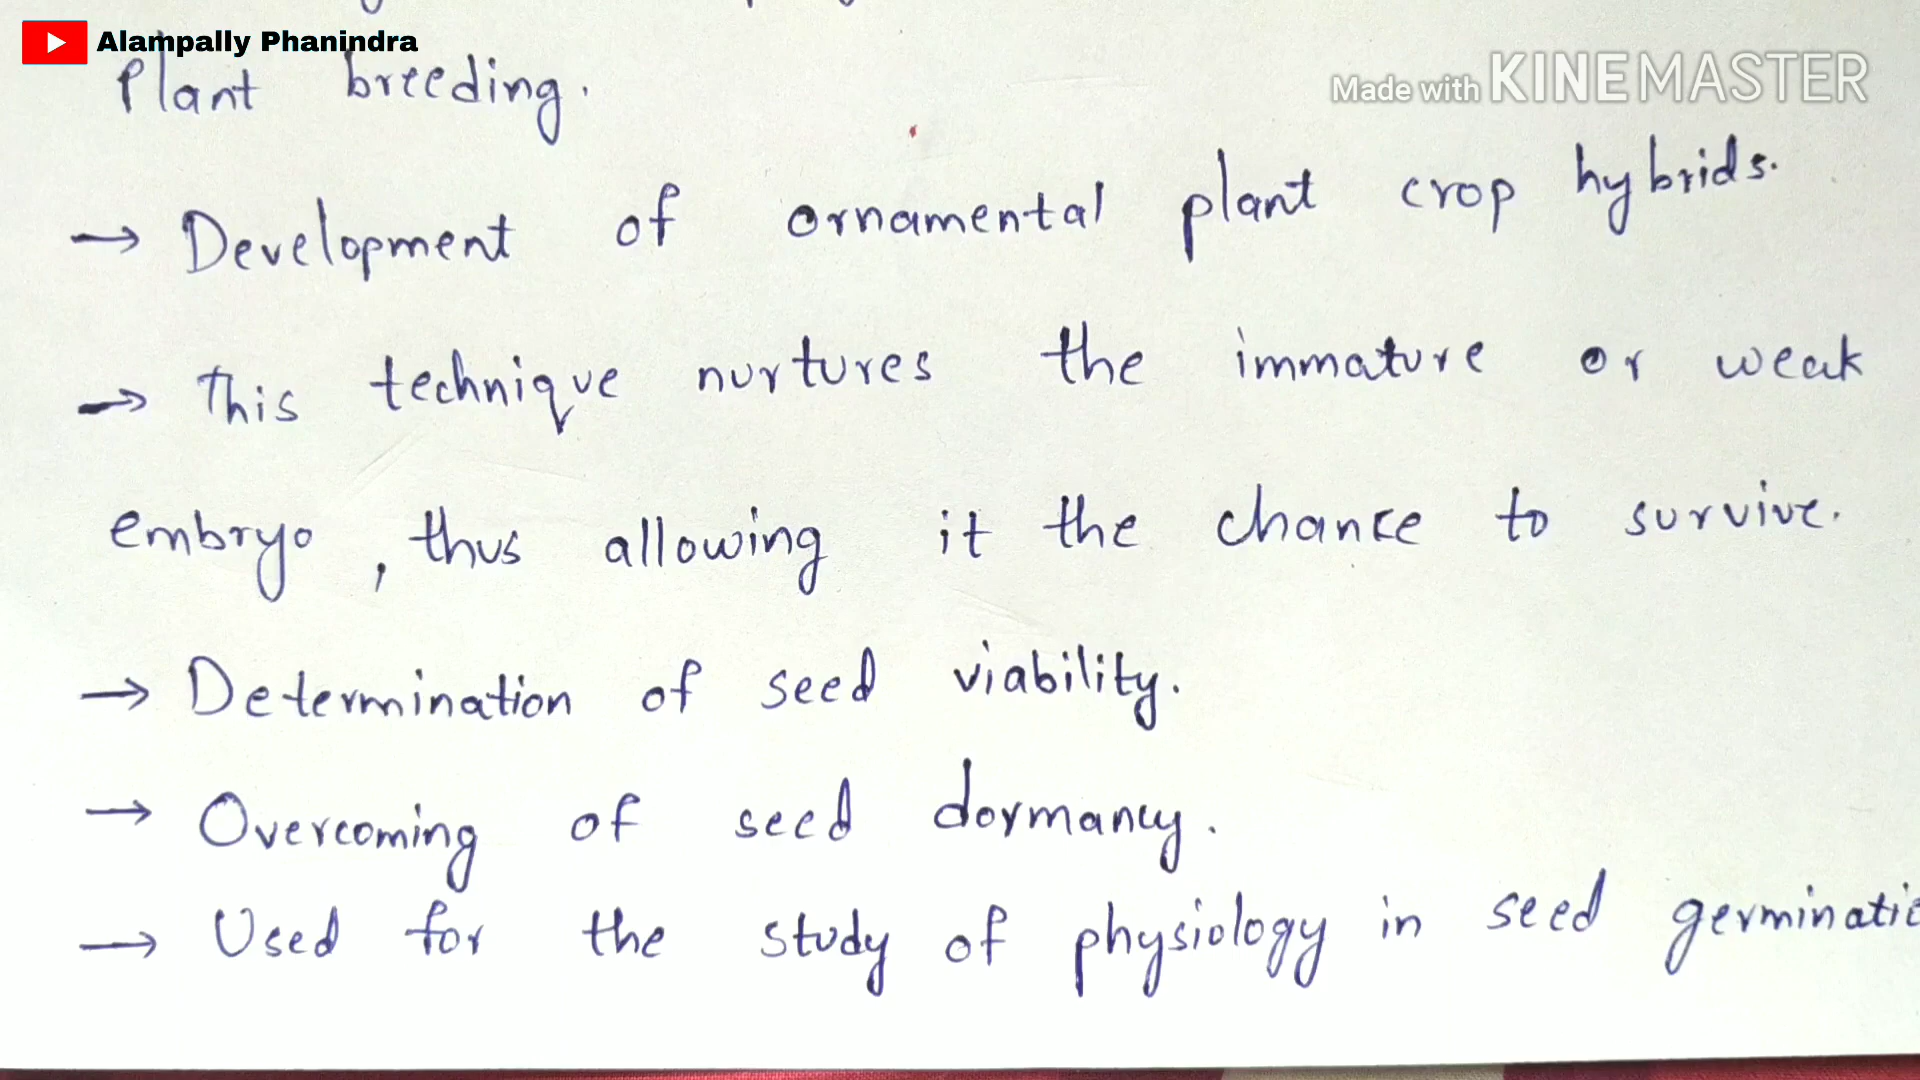 Alampally Phanindra
Made with KINEMASTER
Plant breeding.
→ Development of ornamental plant crop hybrids.
→ This technique nurtures the immature or weak
embryo, thus allowing it the chance to survive.
→ Determination of seed viability.
→ Overcoming of seed dormancy.
→ Used for the study of physiology in seed germinatio